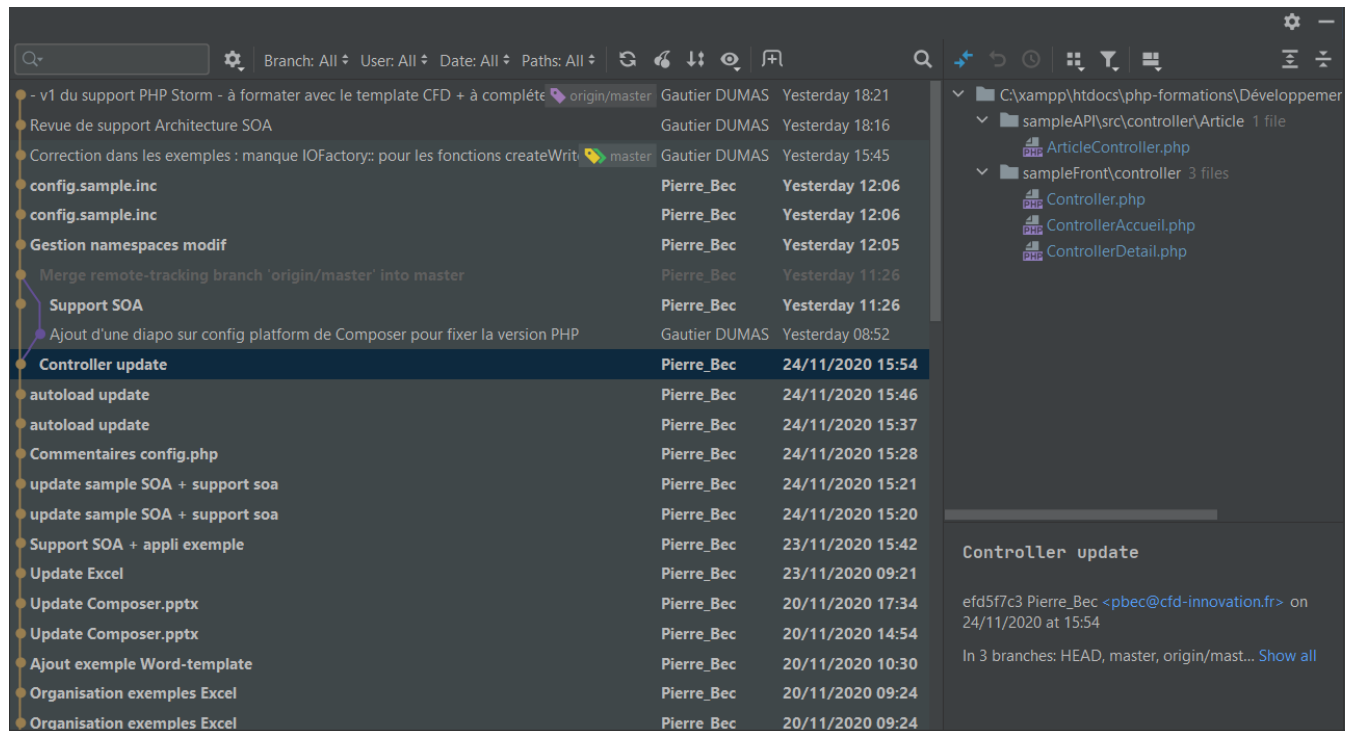 Branch: All User: All Date: All Paths: All
- v1 du support PHP Storm - à formater avec le template CFD + à compléte origin/master Gautier DUMAS Yesterday 18:21
Revue de support Architecture SOA Gautier DUMAS Yesterday 18:16
Correction dans les exemples : manque IOFactory:: pour les fonctions createWrit master Gautier DUMAS Yesterday 15:45
config.sample.inc Pierre_Bec Yesterday 12:06
config.sample.inc Pierre_Bec Yesterday 12:06
Gestion namespaces modif Pierre_Bec Yesterday 12:05
Merge remote-tracking branch 'origin/master' into master Pierre_Bec Yesterday 11:26
Support SOA Pierre_Bec Yesterday 11:26
Ajout d'une diapo sur config platform de Composer pour fixer la version PHP Gautier DUMAS Yesterday 08:52
Controller update Pierre_Bec 24/11/2020 15:54
autoload update Pierre_Bec 24/11/2020 15:46
autoload update Pierre_Bec 24/11/2020 15:37
Commentaires config.php Pierre_Bec 24/11/2020 15:28
update sample SOA + support soa Pierre_Bec 24/11/2020 15:21
update sample SOA + support soa Pierre_Bec 24/11/2020 15:20
Support SOA + appli exemple Pierre_Bec 23/11/2020 15:42
Update Excel Pierre_Bec 23/11/2020 09:21
Update Composer.pptx Pierre_Bec 20/11/2020 17:34
Update Composer.pptx Pierre_Bec 20/11/2020 14:54
Ajout exemple Word-template Pierre_Bec 20/11/2020 10:30
Organisation exemples Excel Pierre_Bec 20/11/2020 09:24
Organisation exemples Excel Pierre_Bec 20/11/2020 09:24
C:\xampp\htdocs\php-formations\Développemer
sampleAPI\src\controller\Article 1 file
PHP ArticleController.php
sampleFront\controller 3 files
PHP Controller.php
PHP ControllerAccueil.php
PHP ControllerDetail.php
Controller update
efd5f7c3 Pierre_Bec <pbec@cfd-innovation.fr> on
24/11/2020 at 15:54
In 3 branches: HEAD, master, origin/mast... Show all